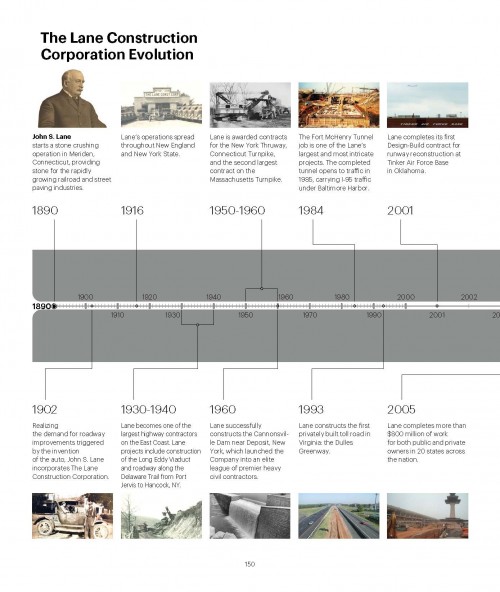 The Lane Construction
Corporation Evolution
John S. Lane
starts a stone crushing
operation in Meriden,
Connecticut, providing
stone for the rapidly
growing railroad and street
paving industries.
Lane's operations spread
throughout New England
and New York State.
Lane is awarded contracts
for the New York Thruway,
Connecticut Turnpike,
and the second largest
contract on the
Massachusetts Turnpike.
The Fort McHenry Tunnel
job is one of the Lane's
largest and most intricate
projects. The completed
tunnel opens to traffic in
1985, carrying I-95 traffic
under Baltimore Harbor.
Lane completes its first
Design-Build contract for
runway reconstruction at
Tinker Air Force Base
in Oklahoma.
1890
1916
1950-1960
1984
2001
1900
1920
1940
1960
1980
2000
2002
1890
1910
1930
1950
1970
1990
2001
20
1902
1930-1940
1960
1993
2005
Realizing
the demand for roadway
improvements triggered
by the invention
of the auto, John S. Lane
incorporates The Lane
Construction Corporation.
Lane becomes one of the
largest highway contractors
on the East Coast. Lane
projects include construction
of the Long Eddy Viaduct
and roadway along the
Delaware Trail from Port
Jervis to Hancock, NY.
Lane successfully
constructs the Cannonsvil-
le Dam near Deposit, New
York, which launched the
Company into an elite
league of premier heavy
civil contractors.
Lane constructs the first
privately built toll road in
Virginia: the Dulles
Greenway.
Lane completes more than
$800 million of work
for both public and private
owners in 20 states across
the nation.
150